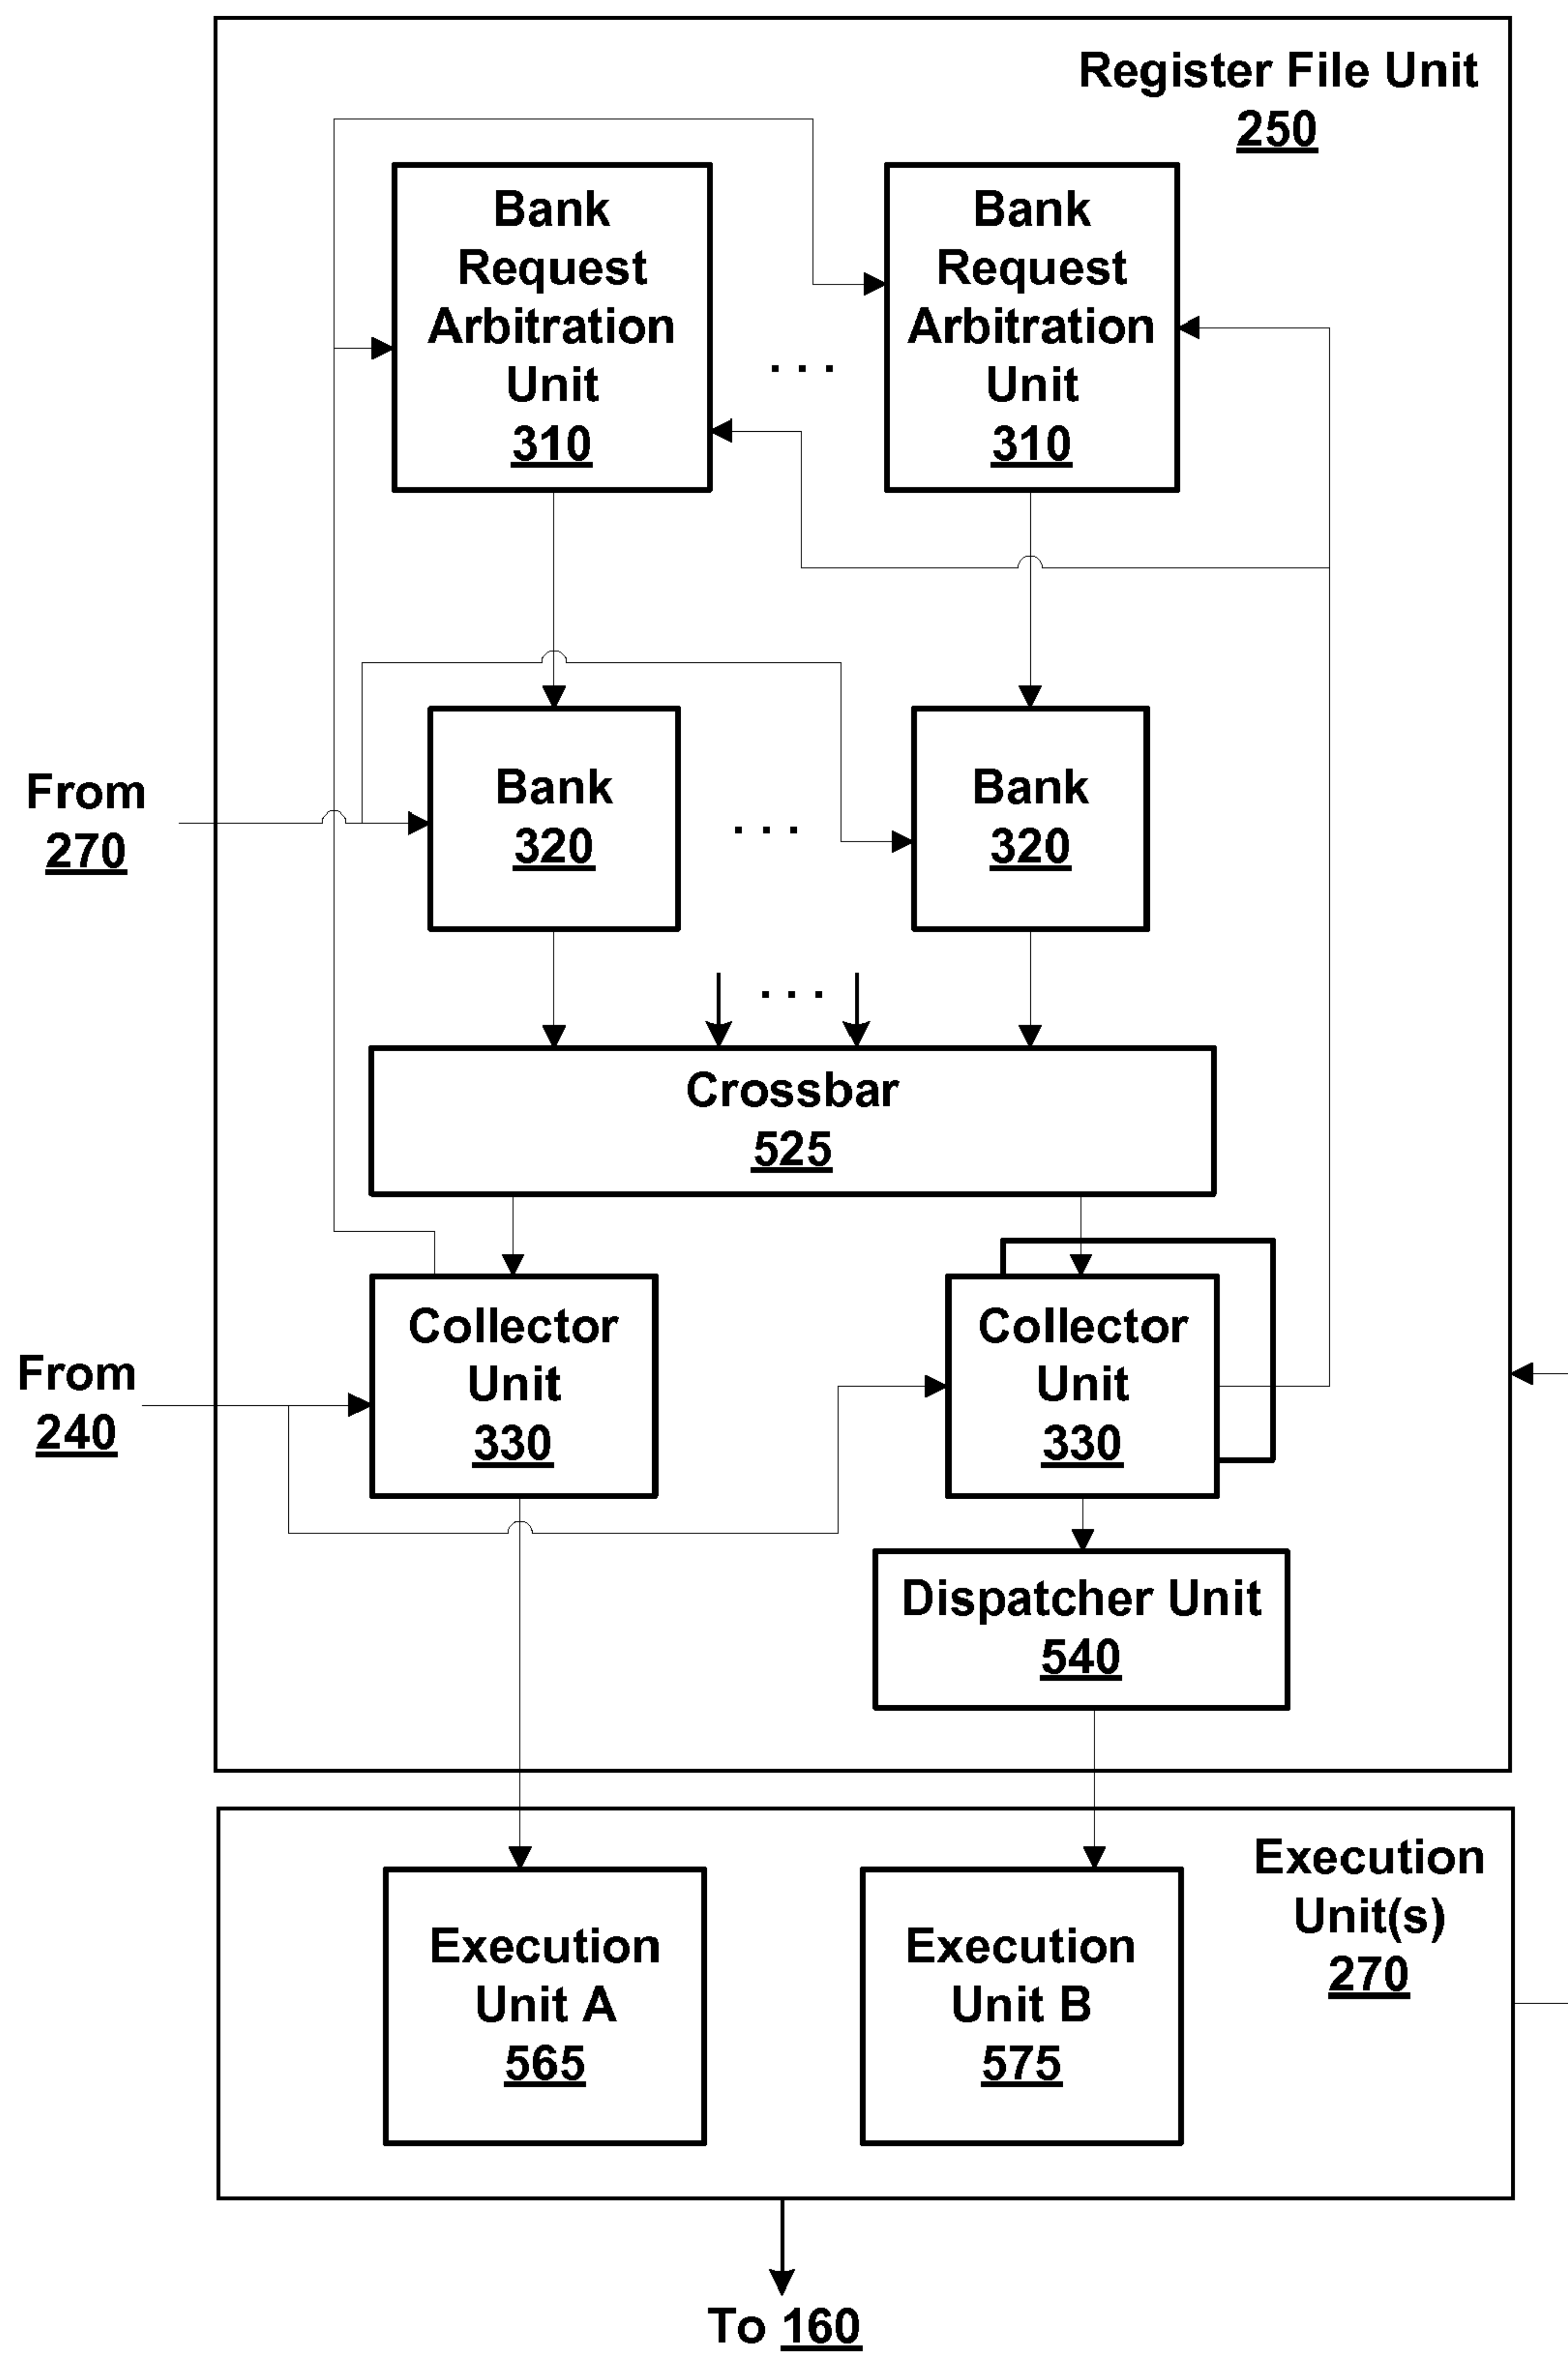 Register File Unit
250
Bank
Request
Arbitration
Unit
310
. . .
Bank
Request
Arbitration
Unit
310
From
270
Bank
320
. . .
Bank
320
. . .
Crossbar
525
From
240
Collector
Unit
330
Collector
Unit
330
Dispatcher Unit
540
Execution
Unit A
565
Execution
Unit B
575
Execution
Unit(s)
270
To 160